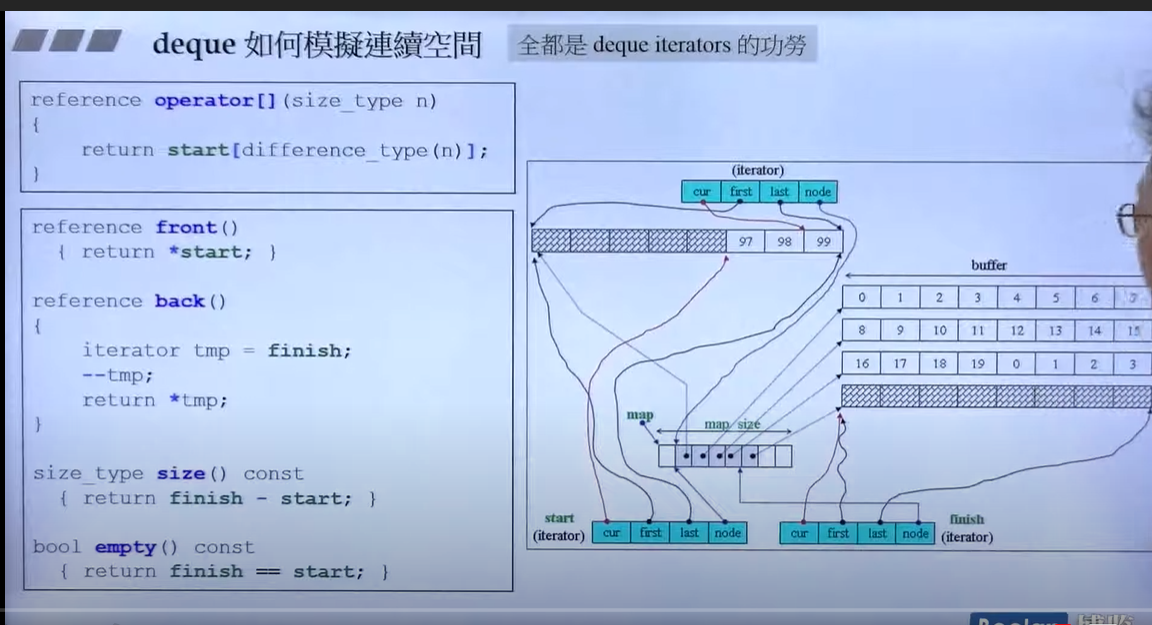 deque 如何模擬連續空間
全都是 deque iterators 的功勞
reference operator[](size_type n)
{
return start[difference_type(n)];
}
reference front()
{ return *start; }
reference back()
{
iterator tmp = finish;
--tmp;
return *tmp;
}
size_type size() const
{ return finish - start; }
bool empty() const
{ return finish == start; }
(iterator)
cur first last node
97 98 99
buffer
0 1 2 3 4 5 6 7
8 9 10 11 12 13 14 15
16 17 18 19 0 1 2 3
map
map size
start
(iterator)
cur first last node
cur first last node
finish
(iterator)